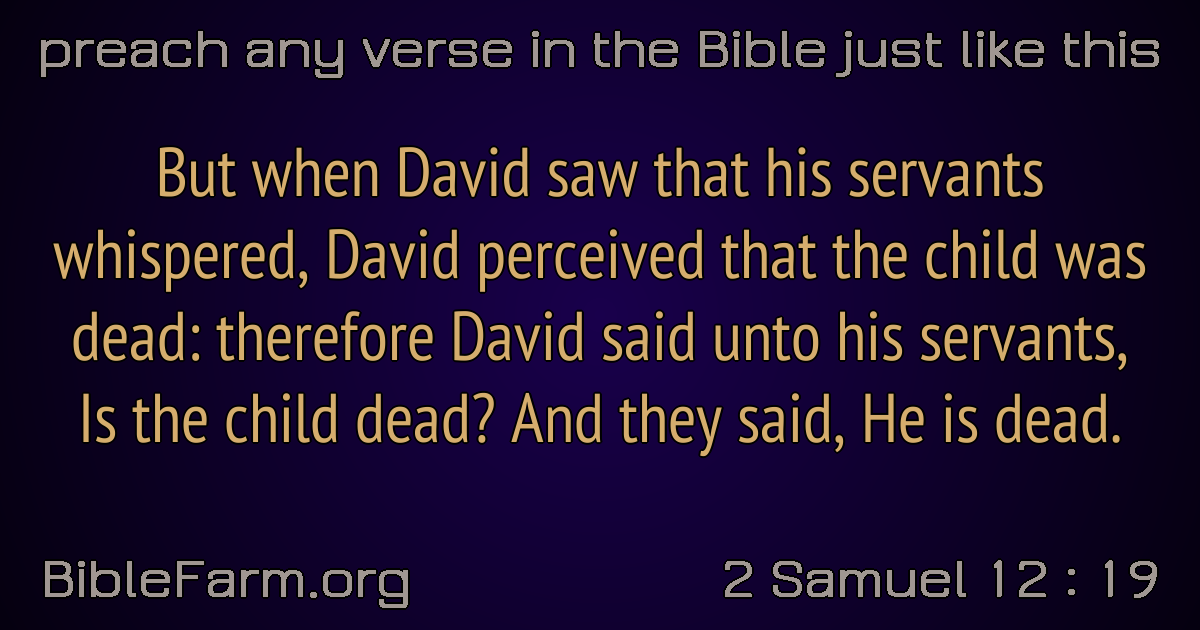 preach any verse in the Bible just like this
But when David saw that his servants
whispered, David perceived that the child was
dead: therefore David said unto his servants,
Is the child dead? And they said, He is dead.
BibleFarm.org
2 Samuel 12 : 19